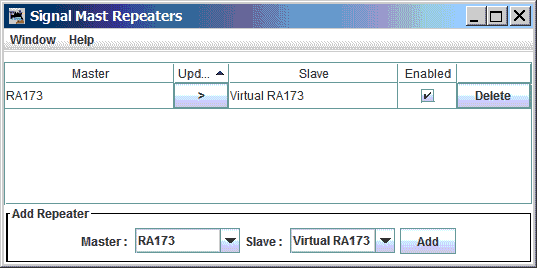 Signal Mast Repeaters
Window Help
Master Upd... Slave Enabled
RA173 > Virtual RA173 Delete
Add Repeater
Master : RA173 Slave : Virtual RA173 Add